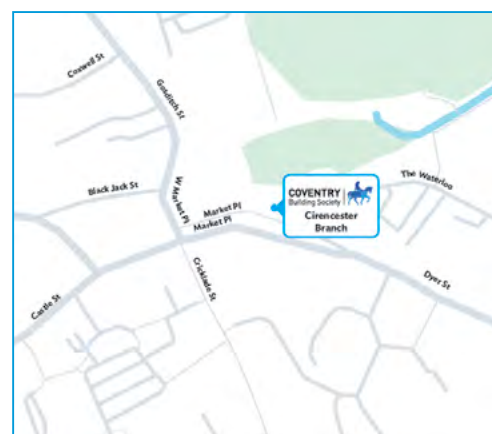 Coxwell St
Gosditch St
Black Jack St
W Market Pl
Market Pl
Market Pl
The Waterloo
COVENTRY
Building Society
Cirencester
Branch
Cricklade St
Castle St
Dyer St